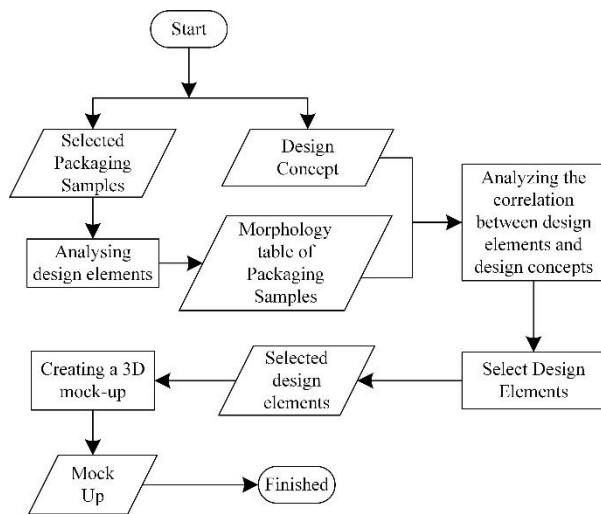 Start
Selected
Packaging
Samples
Design
Concept
Analyzing the
correlation
between design
elements and
design concepts
Analysing
design elements
Morphology
table of
Packaging
Samples
Select Design
Elements
Selected
design
elements
Creating a 3D
mock-up
Mock
Up
Finished